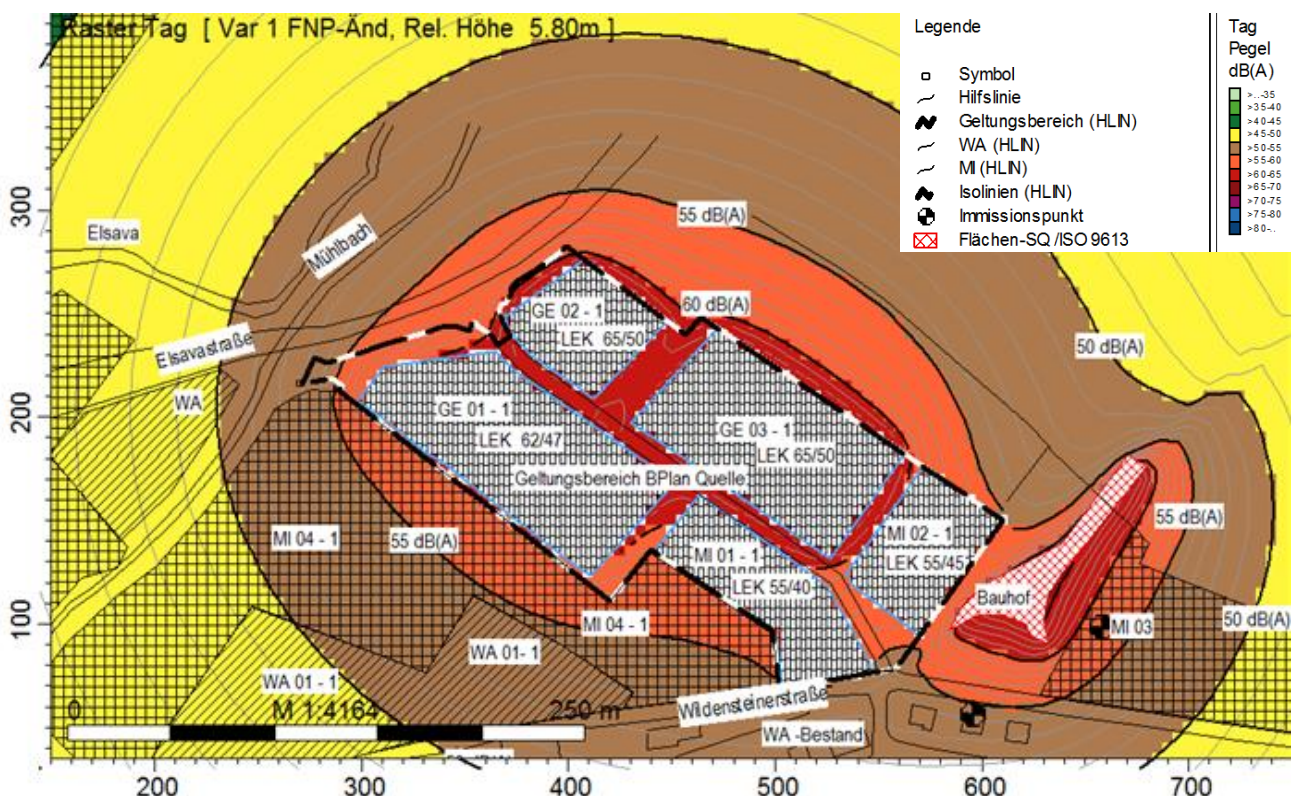 Raster Tag [ Var 1 FNP-Änd, Rel. Höhe 5.80m ]
Legende
Symbol
Hilfslinie
Geltungsbereich (HLIN)
WA (HLIN)
MI (HLIN)
Isolinien (HLIN)
Immissionspunkt
Flächen-SQ /ISO 9613
Tag
Pegel
dB(A)
>..-35
>35-40
>40-45
>45-50
>50-55
>55-60
>60-65
>65-70
>70-75
>75-80
>80-..
300
200
100
Elsava
Mühlbach
55 dB(A)
60 dB(A)
GE 02 - 1
LEK 65/50
50 dB(A)
Elsavastraße
WA
GE 01 - 1
LEK 62/47
GE 03 - 1
LEK 65/50
Geltungsbereich BPlan Quelle
55 dB(A)
MI 04 - 1
55 dB(A)
MI 02 - 1
LEK 55/45
MI 01 - 1
LEK 55/40
Bauhof
MI 03
50 dB(A)
MI 04 - 1
WA 01- 1
WA 01 - 1
Wildensteinerstraße
WA -Bestand
0
M 1:4164
250 m
200
300
400
500
600
700